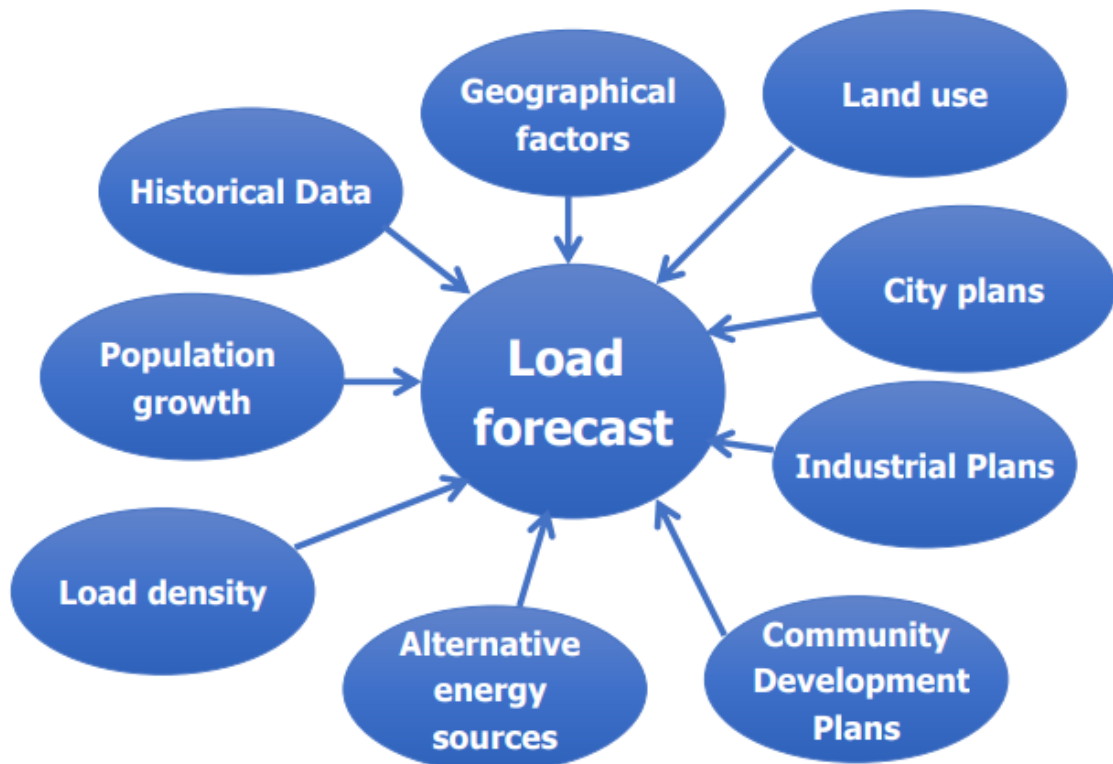 Geographical
factors
Land use
Historical Data
City plans
Population
growth
Load
forecast
Industrial Plans
Load density
Alternative
energy
sources
Community
Development
Plans